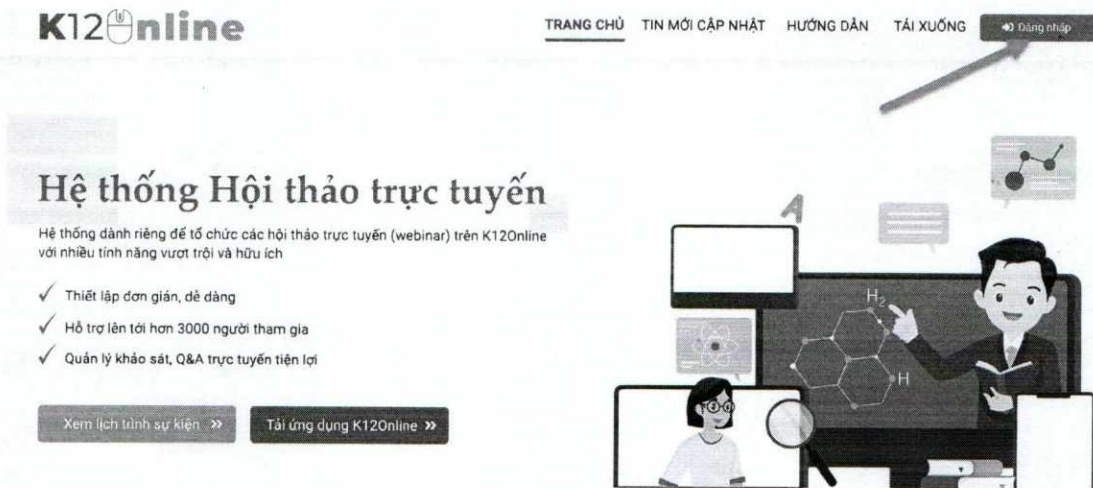 K12Online
TRANG CHỦ TIN MỚI CẬP NHẬT HƯỚNG DẪN TẢI XUỐNG Đăng nhập
Hệ thống Hội thảo trực tuyến
Hệ thống dành riêng để tổ chức các hội thảo trực tuyến (webinar) trên K12Online
với nhiều tính năng vượt trội và hữu ích
Thiết lập đơn giản, dễ dàng
Hỗ trợ lên tới hơn 3000 người tham gia
Quản lý khảo sát, Q&A trực tuyến tiện lợi
Xem lịch trình sự kiện »
Tải ứng dụng K12Online »
A
H2
H